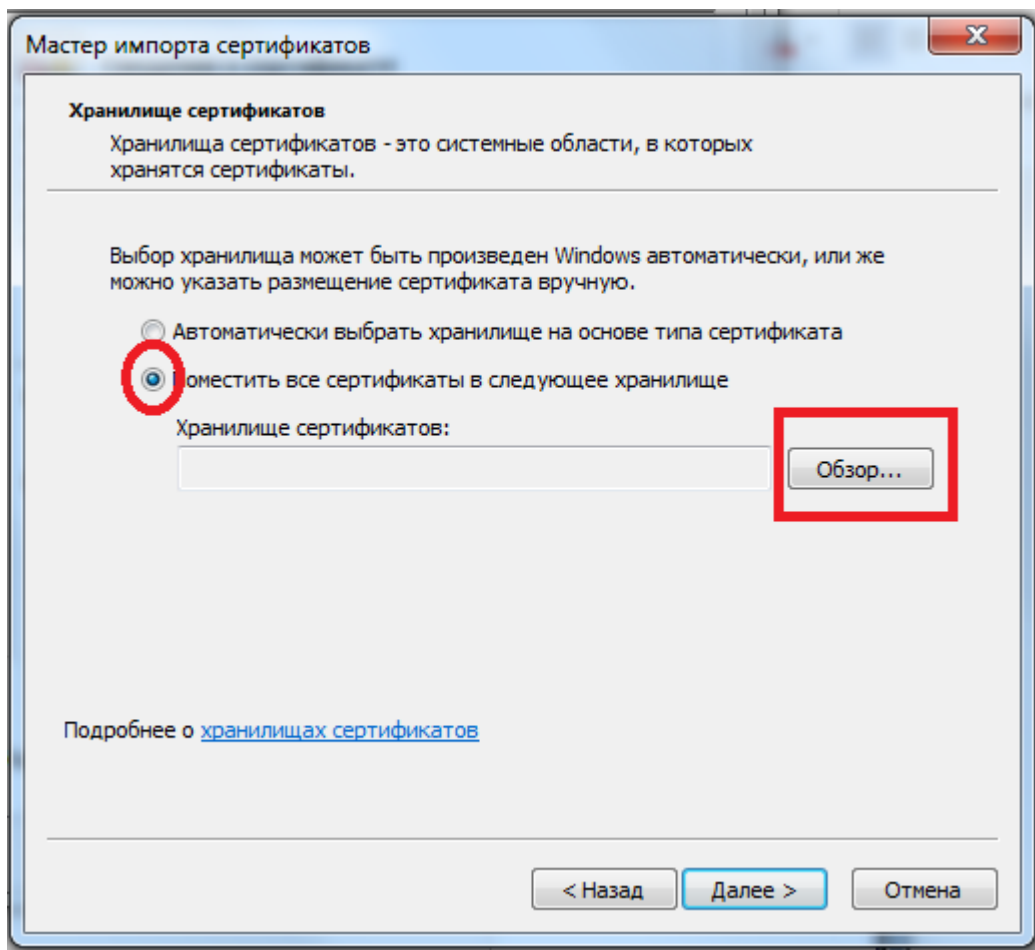 Мастер импорта сертификатов
Хранилище сертификатов
Хранилища сертификатов - это системные области, в которых
хранятся сертификаты.
Выбор хранилища может быть произведен Windows автоматически, или же
можно указать размещение сертификата вручную.
Автоматически выбрать хранилище на основе типа сертификата
Поместить все сертификаты в следующее хранилище
Хранилище сертификатов:
Обзор...
Подробнее о хранилищах сертификатов
< Назад Далее > Отмена